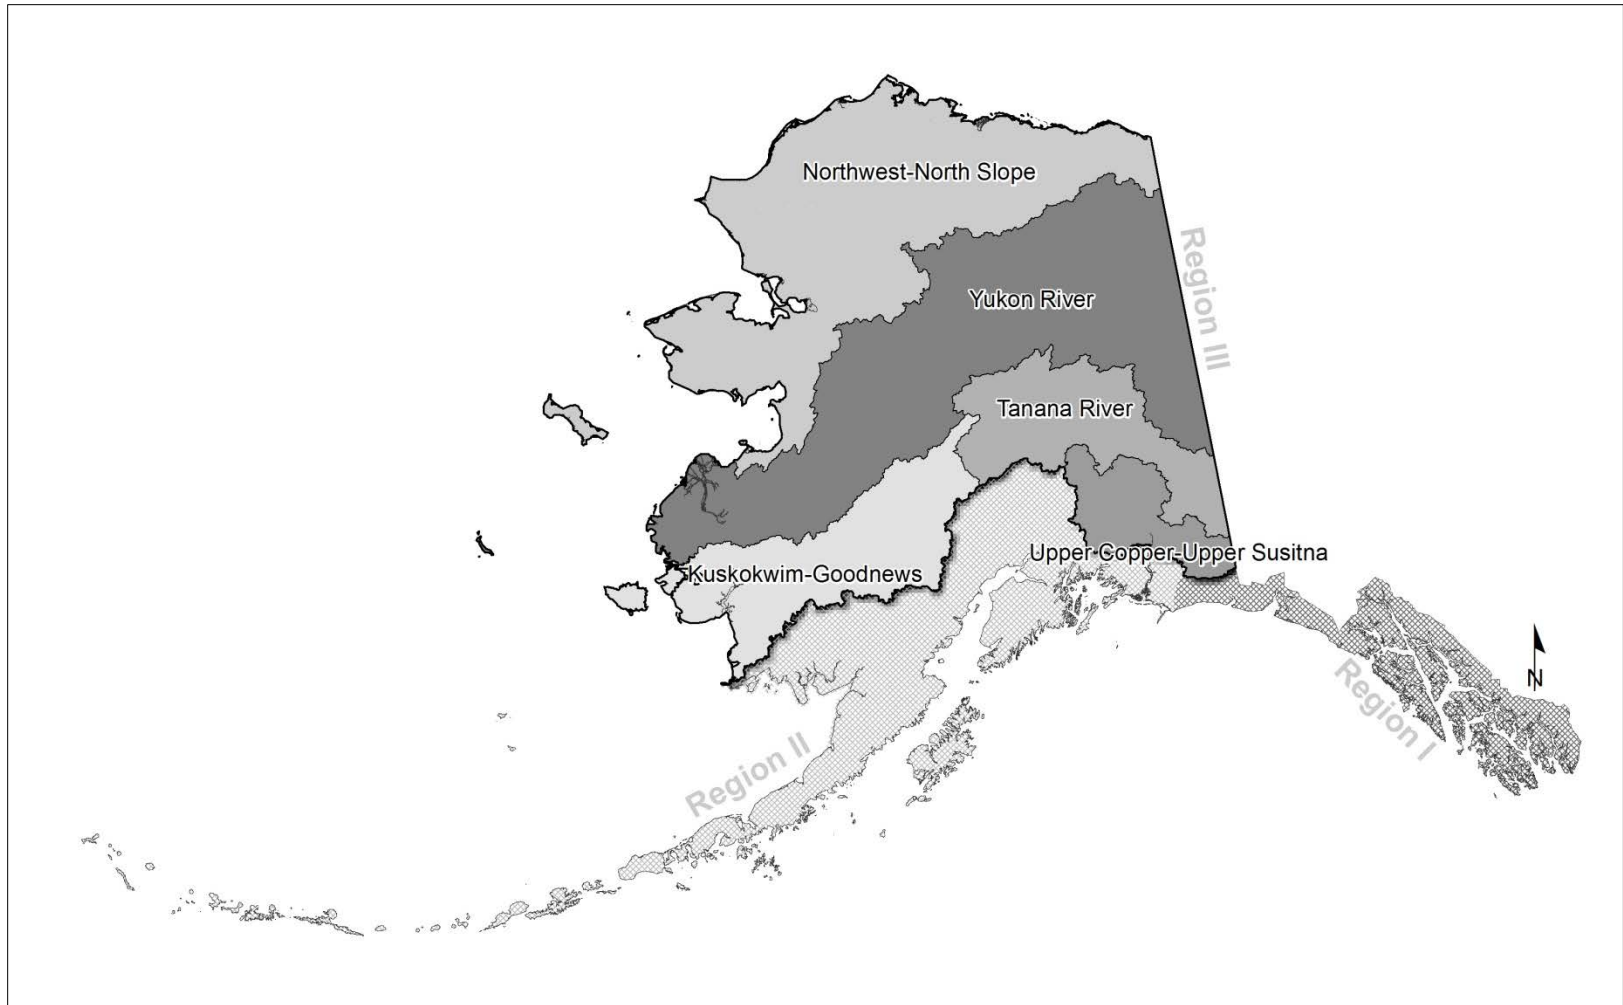 Northwest-North Slope
Region III
Yukon River
Tanana River
Upper Copper-Upper Susitna
Kuskokwim-Goodnews
N
Region I
Region II